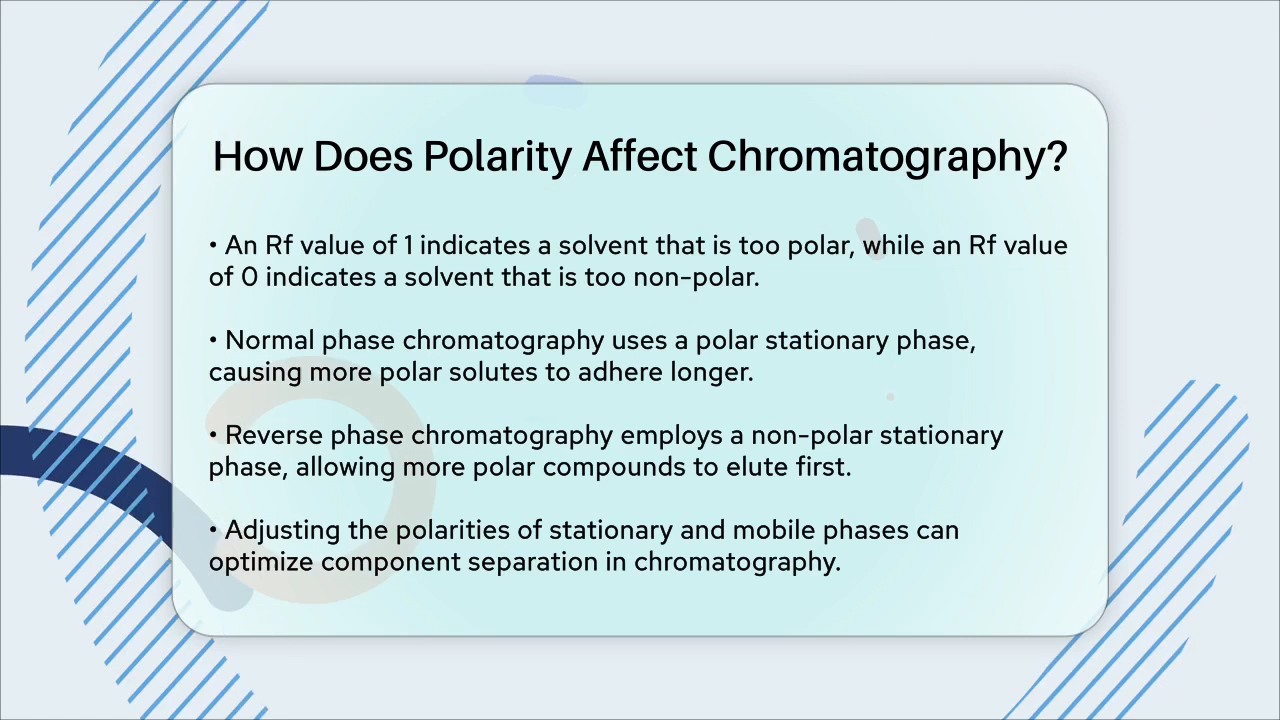 How Does Polarity Affect Chromatography?
• An Rf value of 1 indicates a solvent that is too polar, while an Rf value
of 0 indicates a solvent that is too non-polar.
• Normal phase chromatography uses a polar stationary phase,
causing more polar solutes to adhere longer.
• Reverse phase chromatography employs a non-polar stationary
phase, allowing more polar compounds to elute first.
• Adjusting the polarities of stationary and mobile phases can
optimize component separation in chromatography.